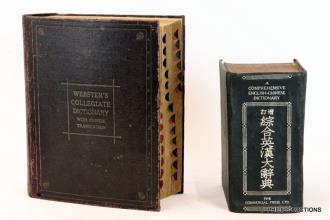 WEBSTER'S
COLLEGIATE
DICTIONARY
WITH CHINESE
TRANSLATION
A
COMPREHENSIVE
ENGLISH-CHINESE
DICTIONARY
訂增
綜合英漢大辭典
THE
COMMERCIAL PRESS, LTD.